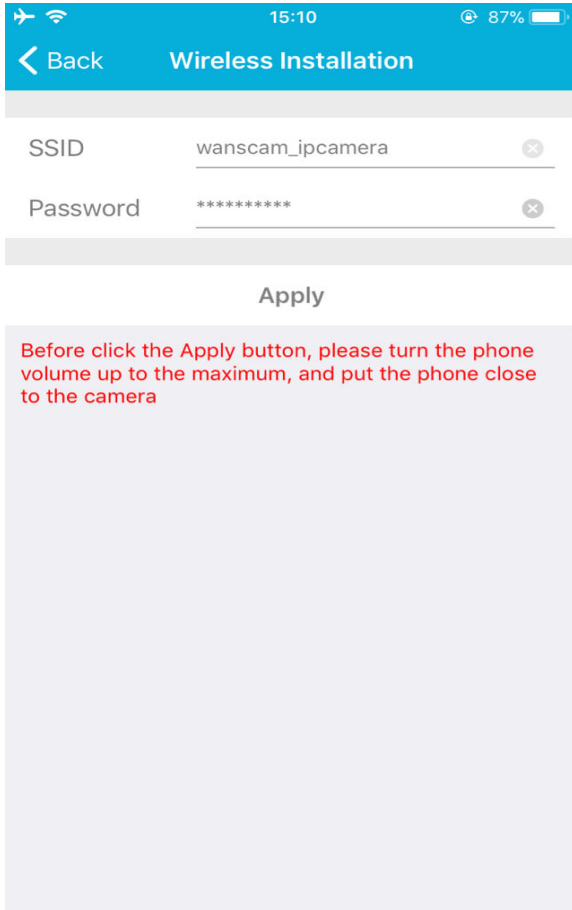 15:10 87%
Back Wireless Installation
SSID wanscam_ipcamera
Password **********
Apply
Before click the Apply button, please turn the phone
volume up to the maximum, and put the phone close
to the camera